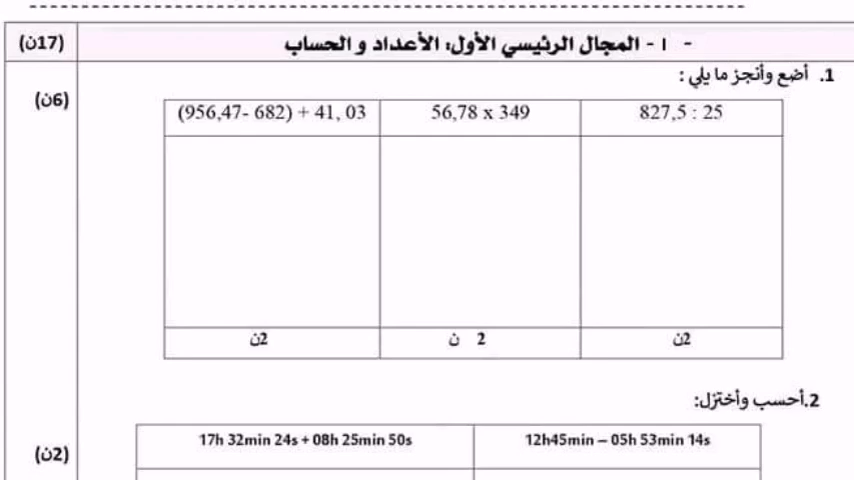 (17ن)
- I - المجال الرئيسي الأول: الأعداد و الحساب
1. أضع وأنجز ما يلي :
(6ن)
(956,47- 682) + 41, 03
56,78 x 349
827,5 : 25
2ن
2 ن
2ن
2.أحسب وأختزل:
(2ن)
17h 32min 24s + 08h 25min 50s
12h45min – 05h 53min 14s